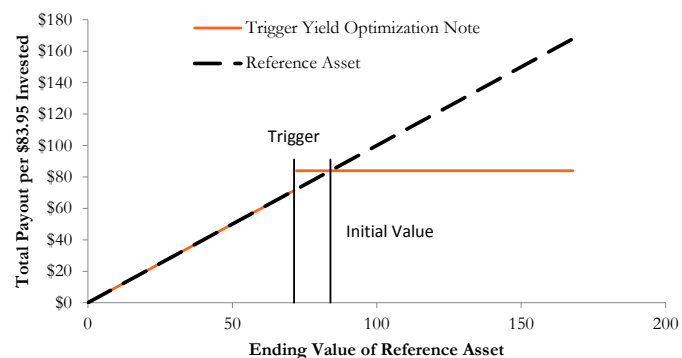 Total Payout per $83.95 Invested
$180
$160
$140
$120
$100
$80
$60
$40
$20
$0
Trigger Yield Optimization Note
Reference Asset
Trigger
Initial Value
0 50 100 150 200
Ending Value of Reference Asset